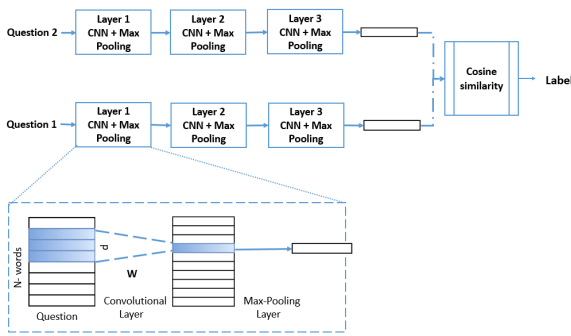 Question 2
Layer 1
CNN + Max
Pooling
Layer 2
CNN + Max
Pooling
Layer 3
CNN + Max
Pooling
Cosine
similarity
Label
Question 1
Layer 1
CNN + Max
Pooling
Layer 2
CNN + Max
Pooling
Layer 3
CNN + Max
Pooling
N- words
d
W
Question
Convolutional
Layer
Max-Pooling
Layer